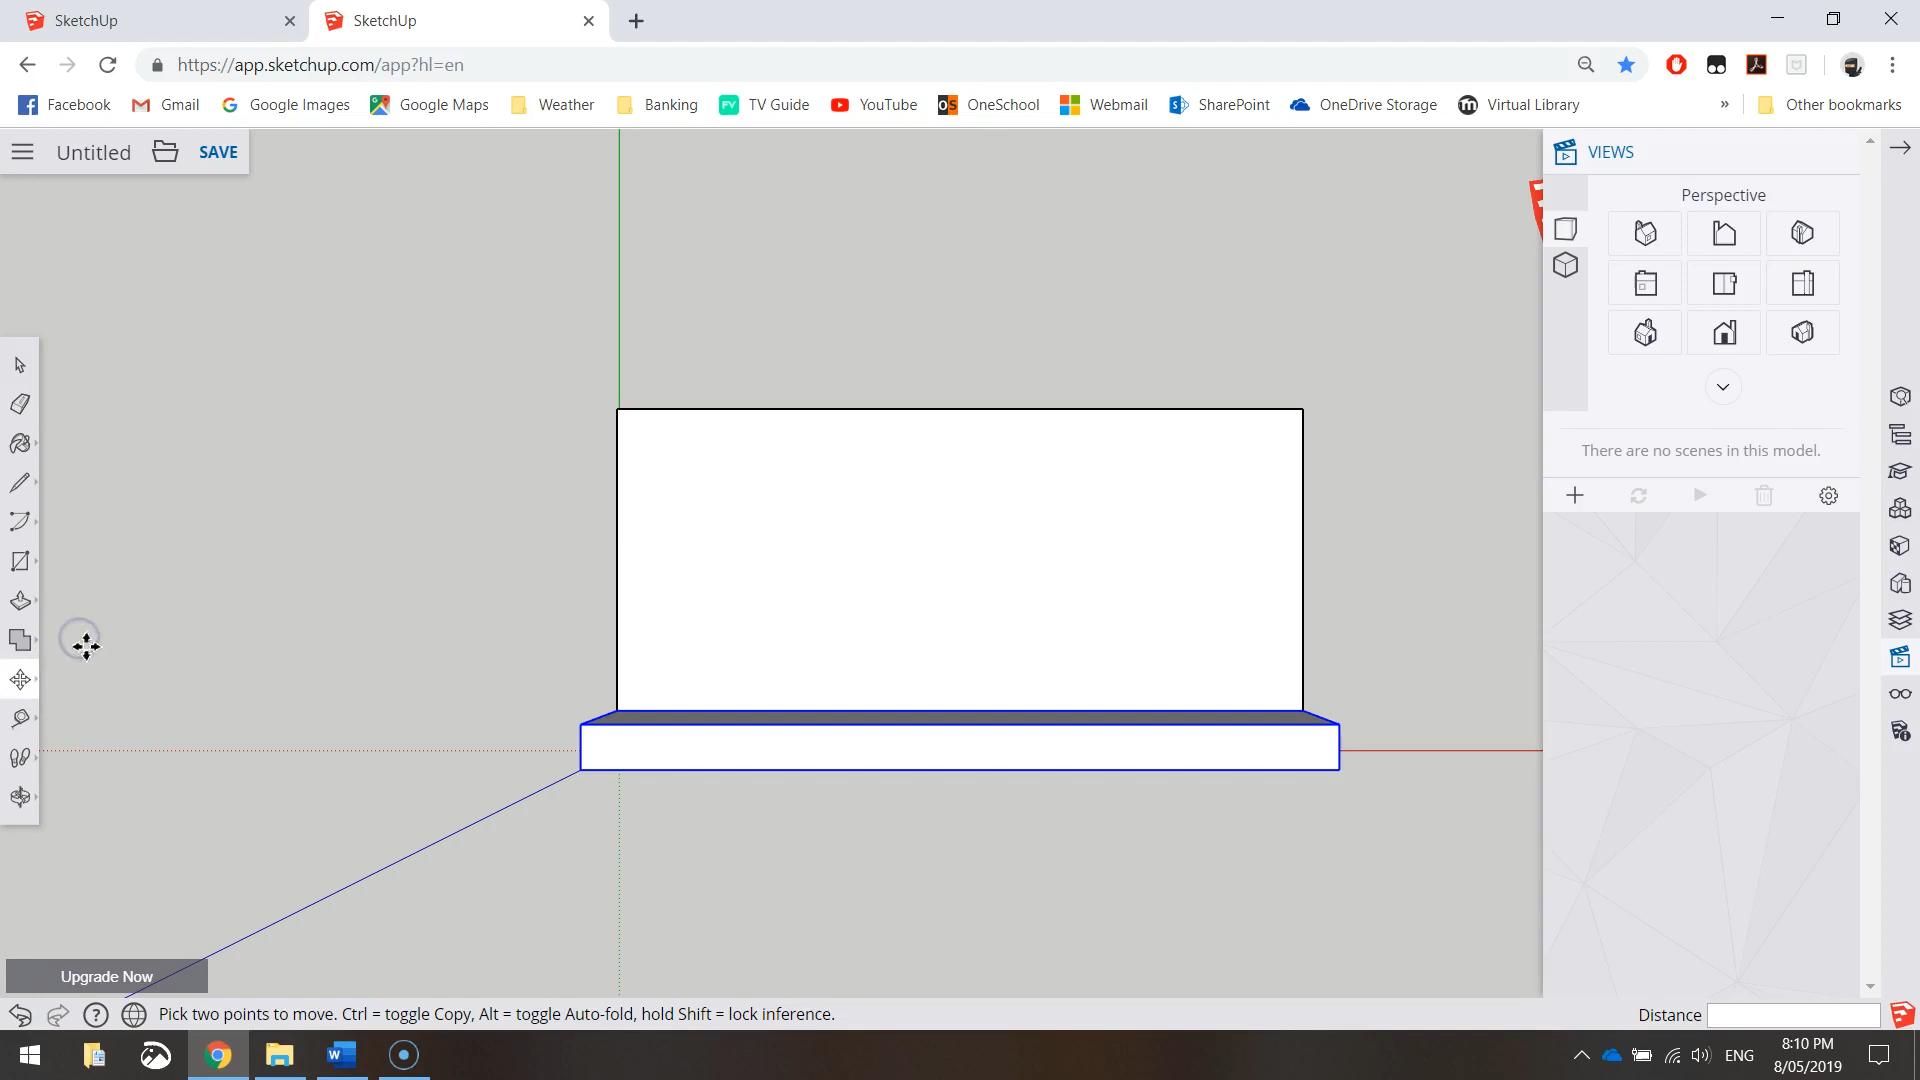 SketchUp
SketchUp
https://app.sketchup.com/app?hl=en
Facebook
Gmail
Google Images
Google Maps
Weather
Banking
TV Guide
YouTube
OneSchool
Webmail
SharePoint
OneDrive Storage
Virtual Library
»
Other bookmarks
Untitled
SAVE
VIEWS
Perspective
There are no scenes in this model.
Upgrade Now
Pick two points to move. Ctrl = toggle Copy, Alt = toggle Auto-fold, hold Shift = lock inference.
Distance
ENG
8:10 PM
8/05/2019